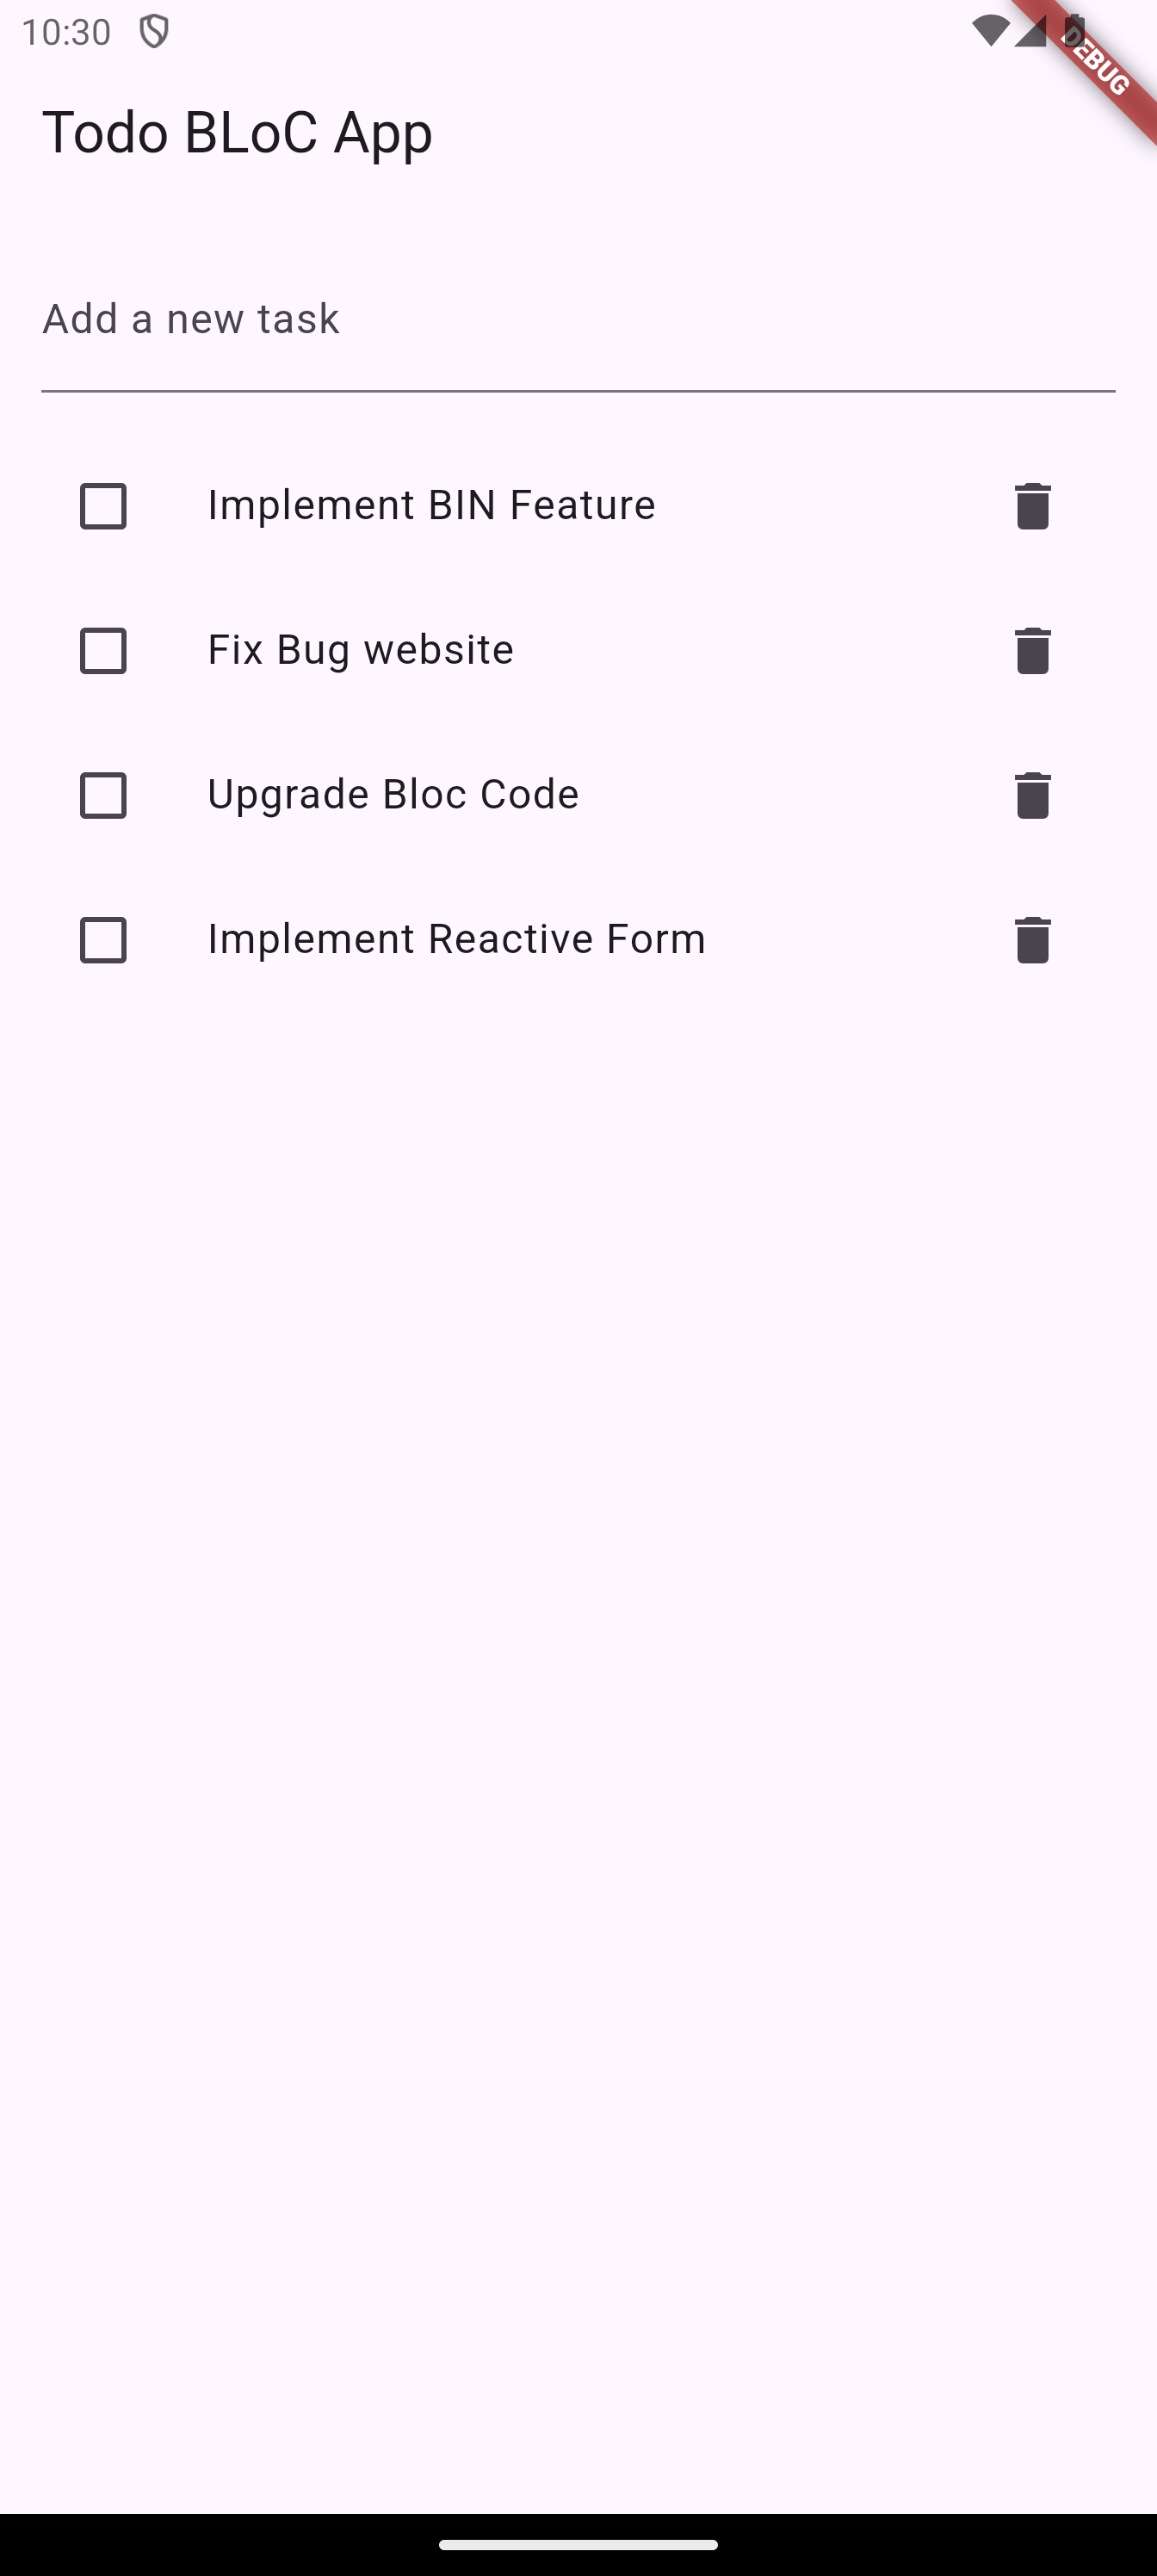 10:30
DEBUG
Todo BLoC App
Add a new task
Implement BIN Feature
Fix Bug website
Upgrade Bloc Code
Implement Reactive Form